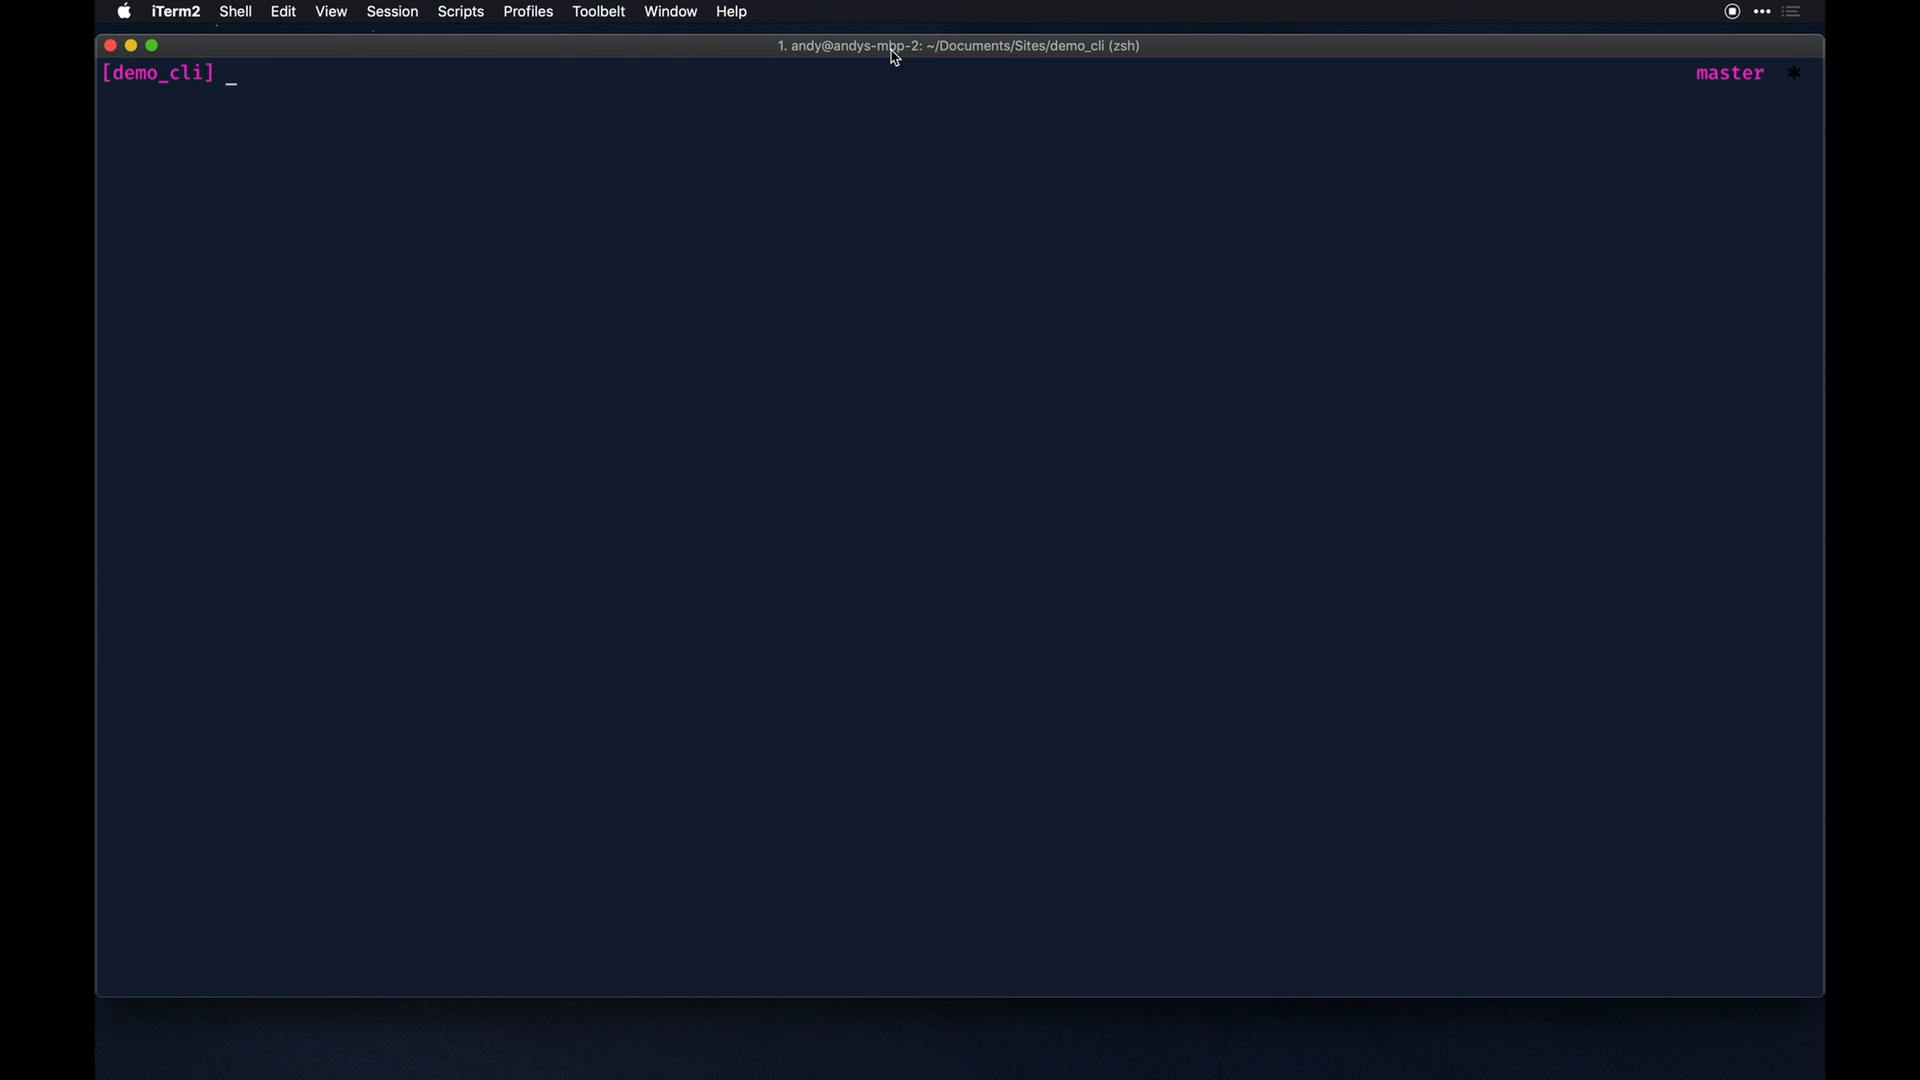 iTerm2 Shell Edit View Session Scripts Profiles Toolbelt Window Help
1. andy@andys-mbp-2: ~/Documents/Sites/demo_cli (zsh)
[demo_cli] _ master *